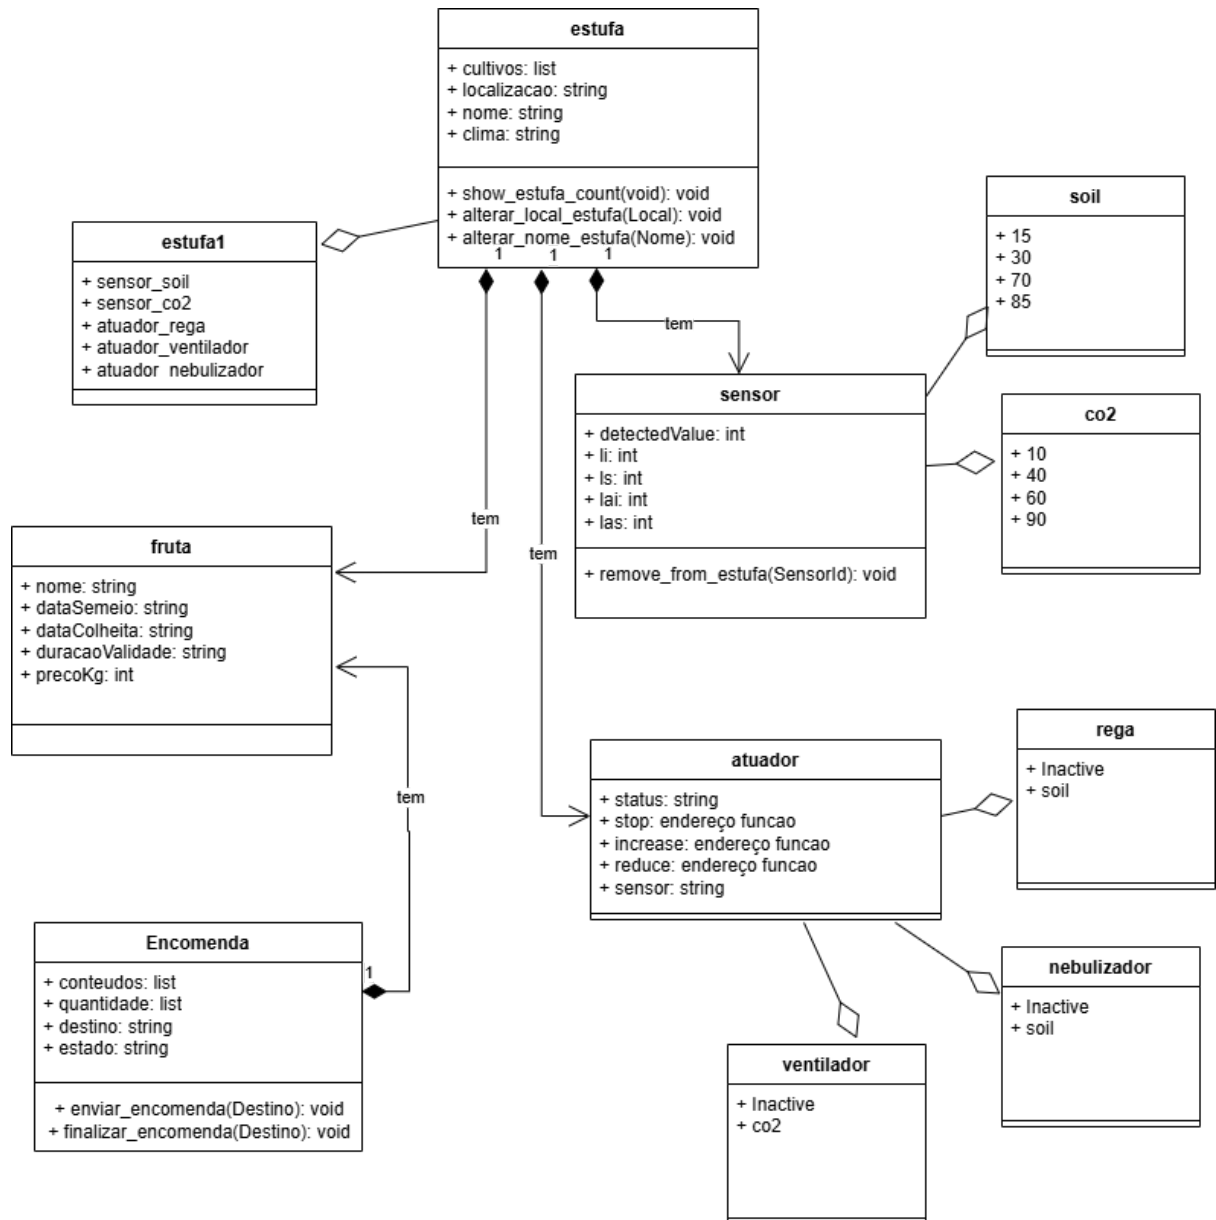 estufa
+ cultivos: list
+ localizacao: string
+ nome: string
+ clima: string
+ show_estufa_count(void): void
+ alterar_local_estufa(Local): void
+ alterar_nome_estufa(Nome): void
1
1
1
estufa1
+ sensor_soil
+ sensor_co2
+ atuador_rega
+ atuador_ventilador
+ atuador nebulizador
soil
+ 15
+ 30
+ 70
+ 85
tem
sensor
+ detectedValue: int
+ li: int
+ ls: int
+ lai: int
+ las: int
+ remove_from_estufa(SensorId): void
co2
+ 10
+ 40
+ 60
+ 90
tem
tem
fruta
+ nome: string
+ dataSemeio: string
+ dataColheita: string
+ duracaoValidade: string
+ precoKg: int
tem
atuador
+ status: string
+ stop: endereço funcao
+ increase: endereço funcao
+ reduce: endereço funcao
+ sensor: string
rega
+ Inactive
+ soil
Encomenda
+ conteudos: list
+ quantidade: list
+ destino: string
+ estado: string
+ enviar_encomenda(Destino): void
+ finalizar_encomenda(Destino): void
1
nebulizador
+ Inactive
+ soil
ventilador
+ Inactive
+ co2